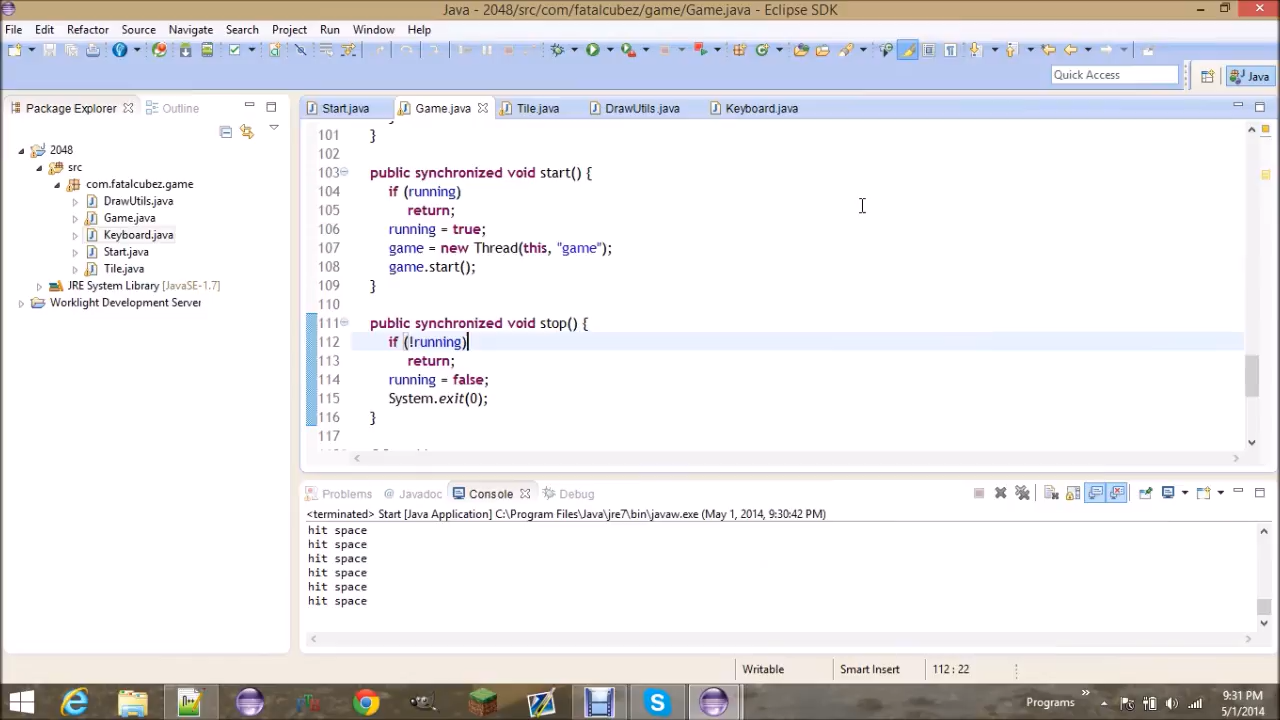 Java - 2048/src/com/fatalcubez/game/Game.java - Eclipse SDK
File Edit Refactor Source Navigate Search Project Run Window Help
Quick Access
Java
Package Explorer
Outline
Start.java
Game.java
Tile.java
DrawUtils.java
Keyboard.java
2048
src
com.fatalcubez.game
DrawUtils.java
Game.java
Keyboard.java
Start.java
Tile.java
JRE System Library [JavaSE-1.7]
Worklight Development Server
101 }
102
103 public synchronized void start() {
104 if (running)
105 return;
106 running = true;
107 game = new Thread(this, "game");
108 game.start();
109 }
110
111 public synchronized void stop() {
112 if (!running)
113 return;
114 running = false;
115 System.exit(0);
116 }
117
Problems @ Javadoc Console Debug
<terminated> Start [Java Application] C:\Program Files\Java\jre7\bin\javaw.exe (May 1, 2014, 9:30:42 PM)
hit space
hit space
hit space
hit space
hit space
hit space
Writable
Smart Insert
112 : 22
Programs
9:31 PM
5/1/2014